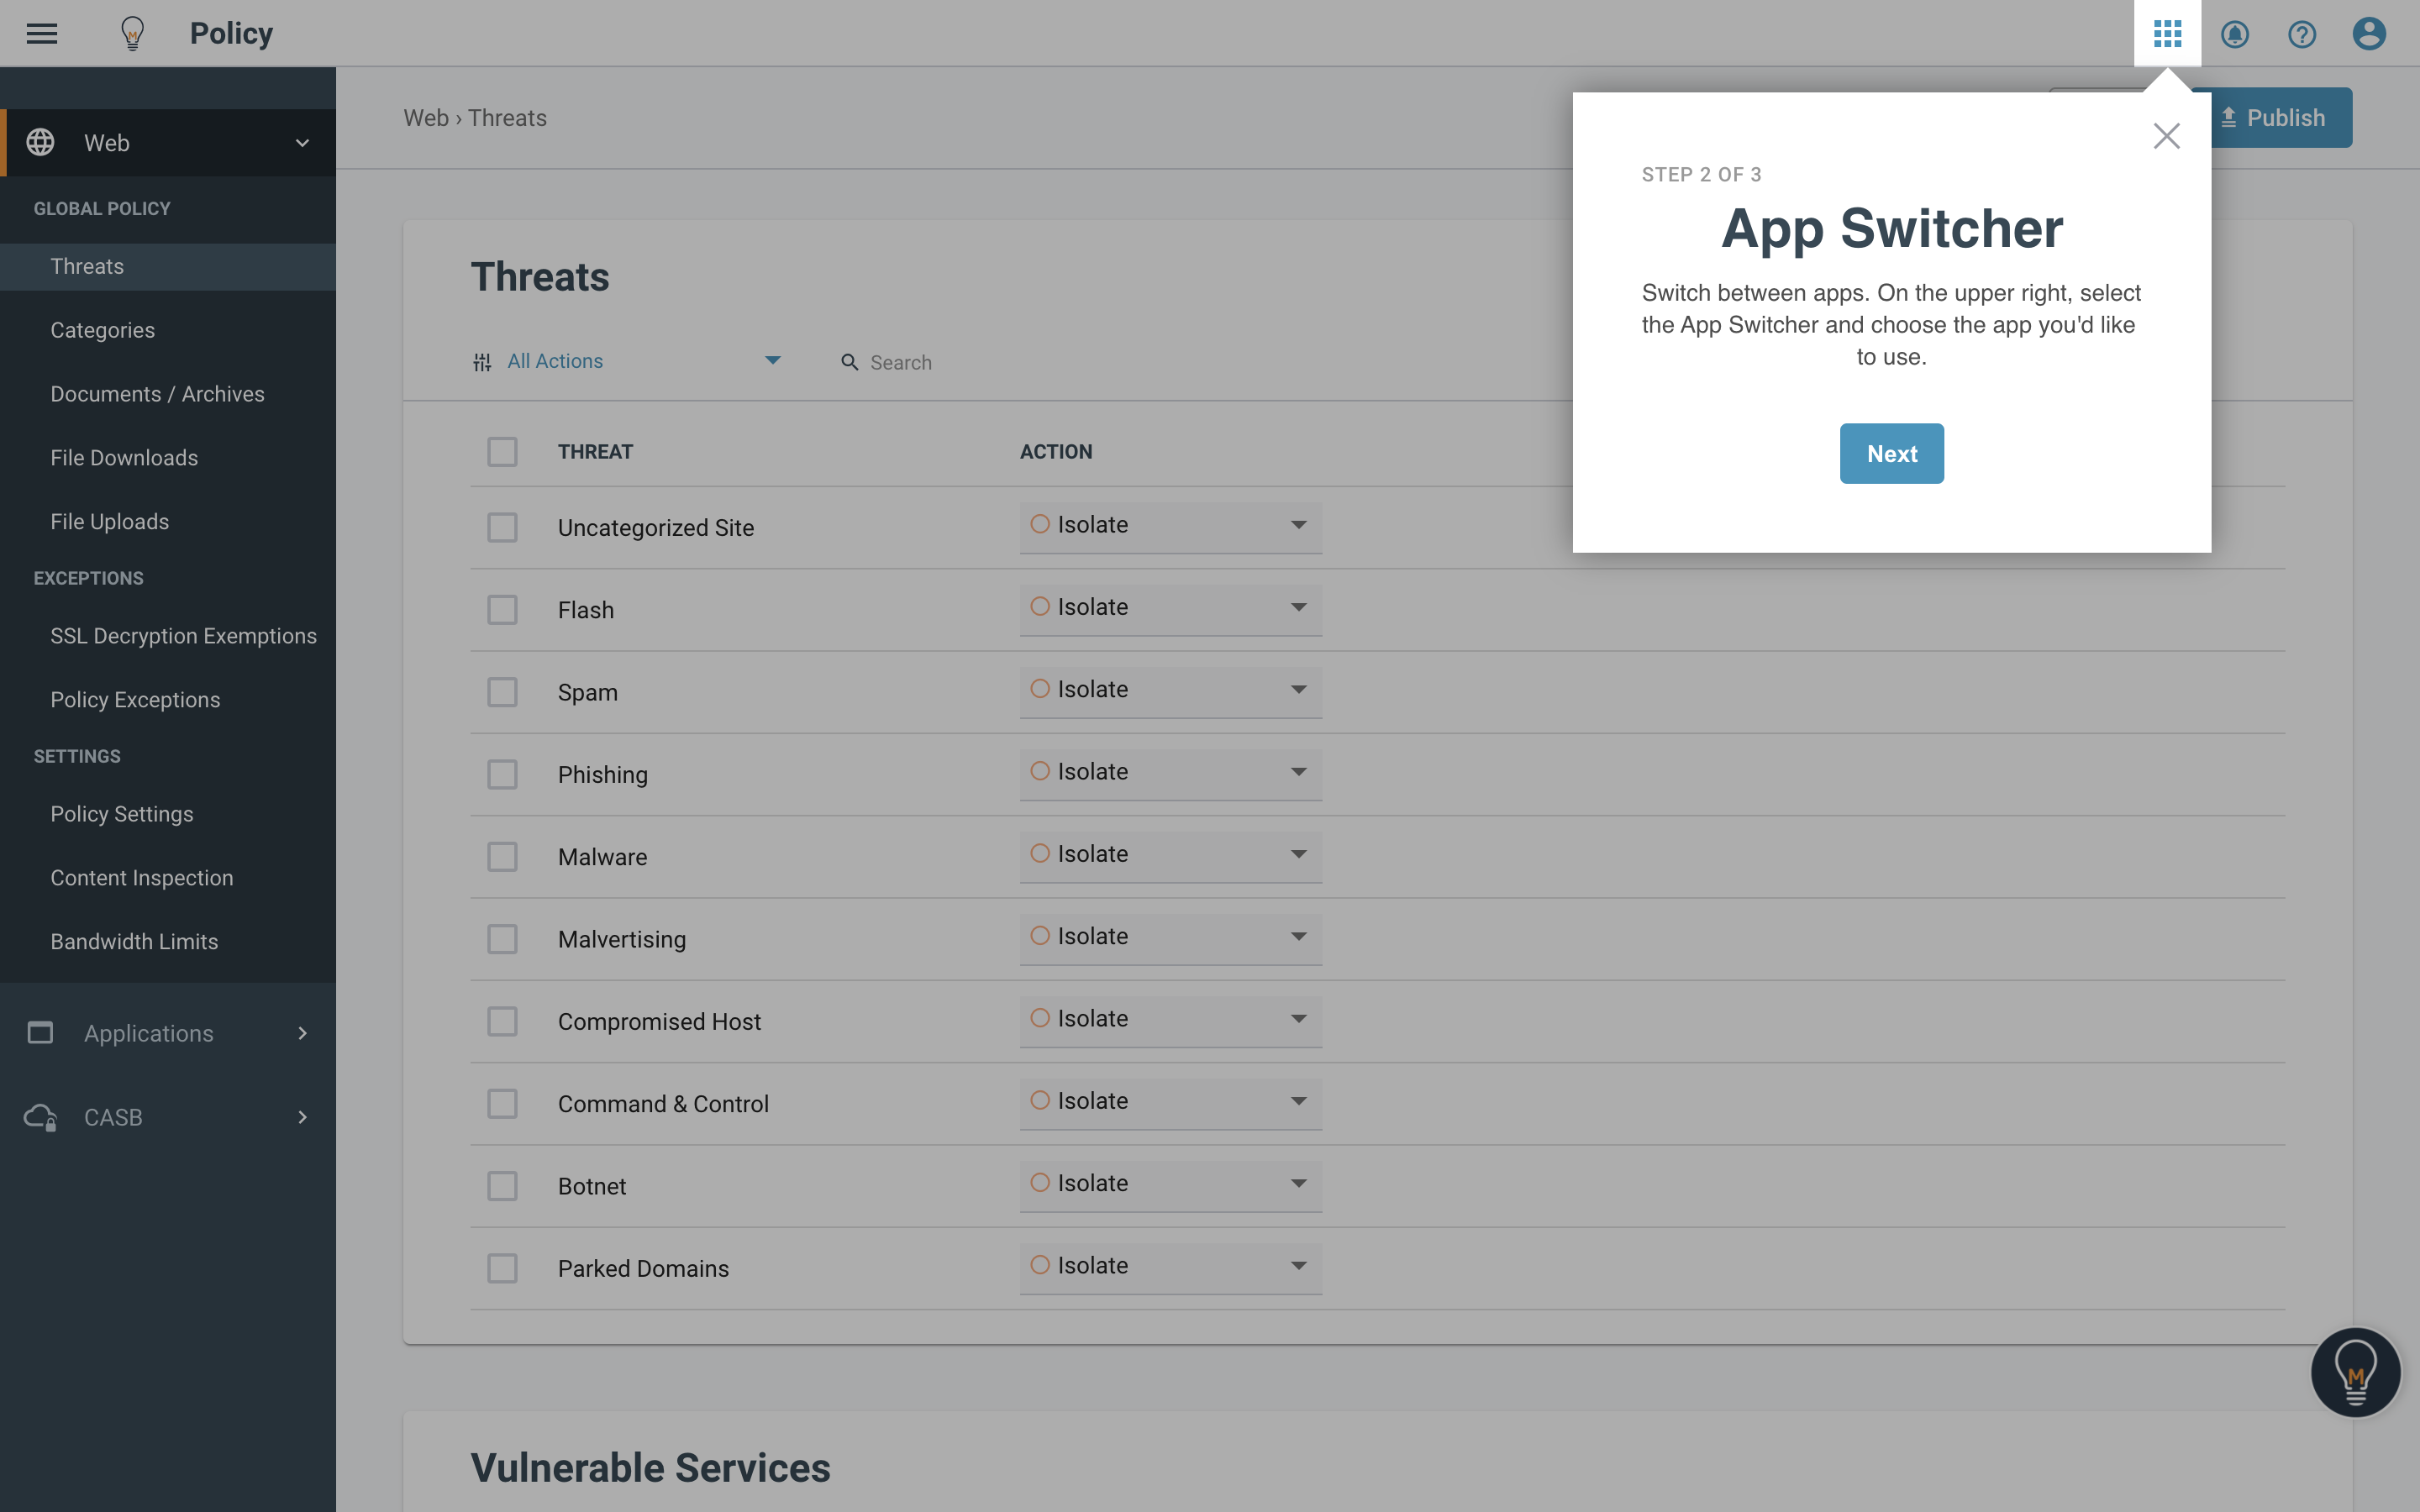 Policy
Web
GLOBAL POLICY
Threats
Categories
Documents / Archives
File Downloads
File Uploads
EXCEPTIONS
SSL Decryption Exemptions
Policy Exceptions
SETTINGS
Policy Settings
Content Inspection
Bandwidth Limits
Applications
CASB
Web › Threats
Publish
STEP 2 OF 3
App Switcher
Switch between apps. On the upper right, select
the App Switcher and choose the app you'd like
to use.
Next
Threats
All Actions
Search
THREAT ACTION
Uncategorized Site Isolate
Flash Isolate
Spam Isolate
Phishing Isolate
Malware Isolate
Malvertising Isolate
Compromised Host Isolate
Command & Control Isolate
Botnet Isolate
Parked Domains Isolate
M
Vulnerable Services